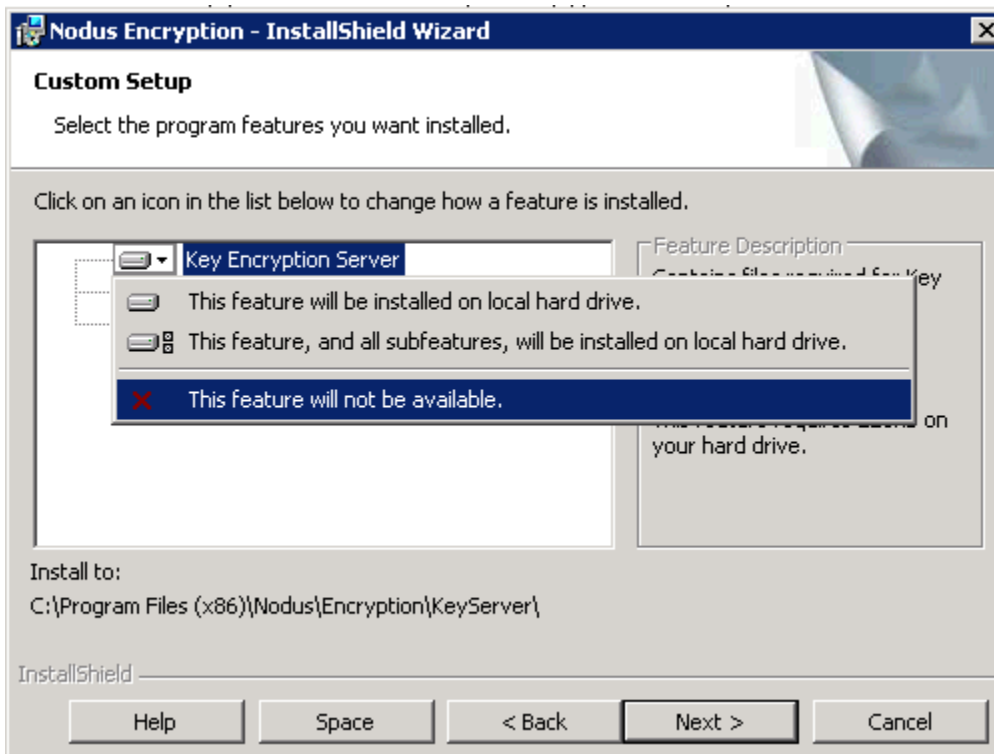 Nodus Encryption - InstallShield Wizard
Custom Setup
Select the program features you want installed.
Click on an icon in the list below to change how a feature is installed.
Key Encryption Server
Feature Description
ey
This feature will be installed on local hard drive.
This feature, and all subfeatures, will be installed on local hard drive.
This feature will not be available.
on
your hard drive.
Install to:
C:\Program Files (x86)\Nodus\Encryption\KeyServer\
InstallShield
Help
Space
< Back
Next >
Cancel